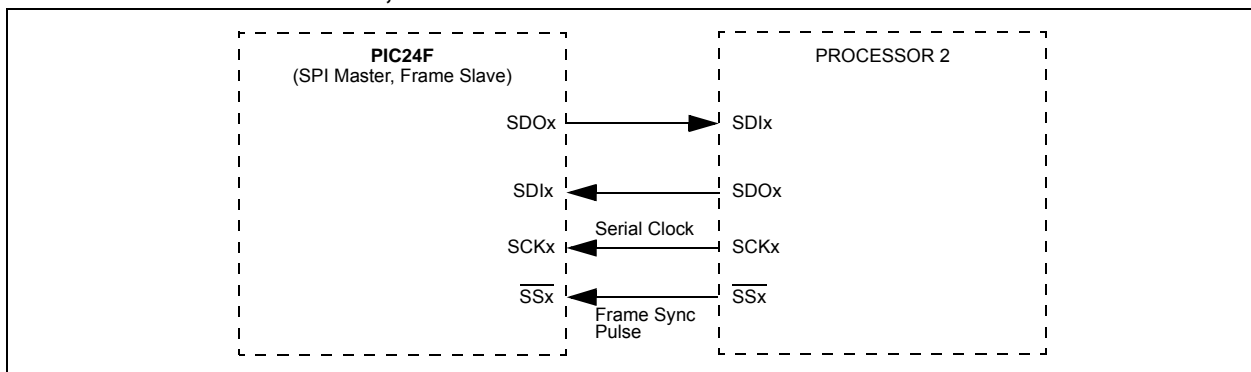 PIC24F
(SPI Master, Frame Slave)
PROCESSOR 2
SDOx
SDIx
SDIx
SDOx
Serial Clock
SCKx
SCKx
SSx
SSx
Frame Sync
Pulse